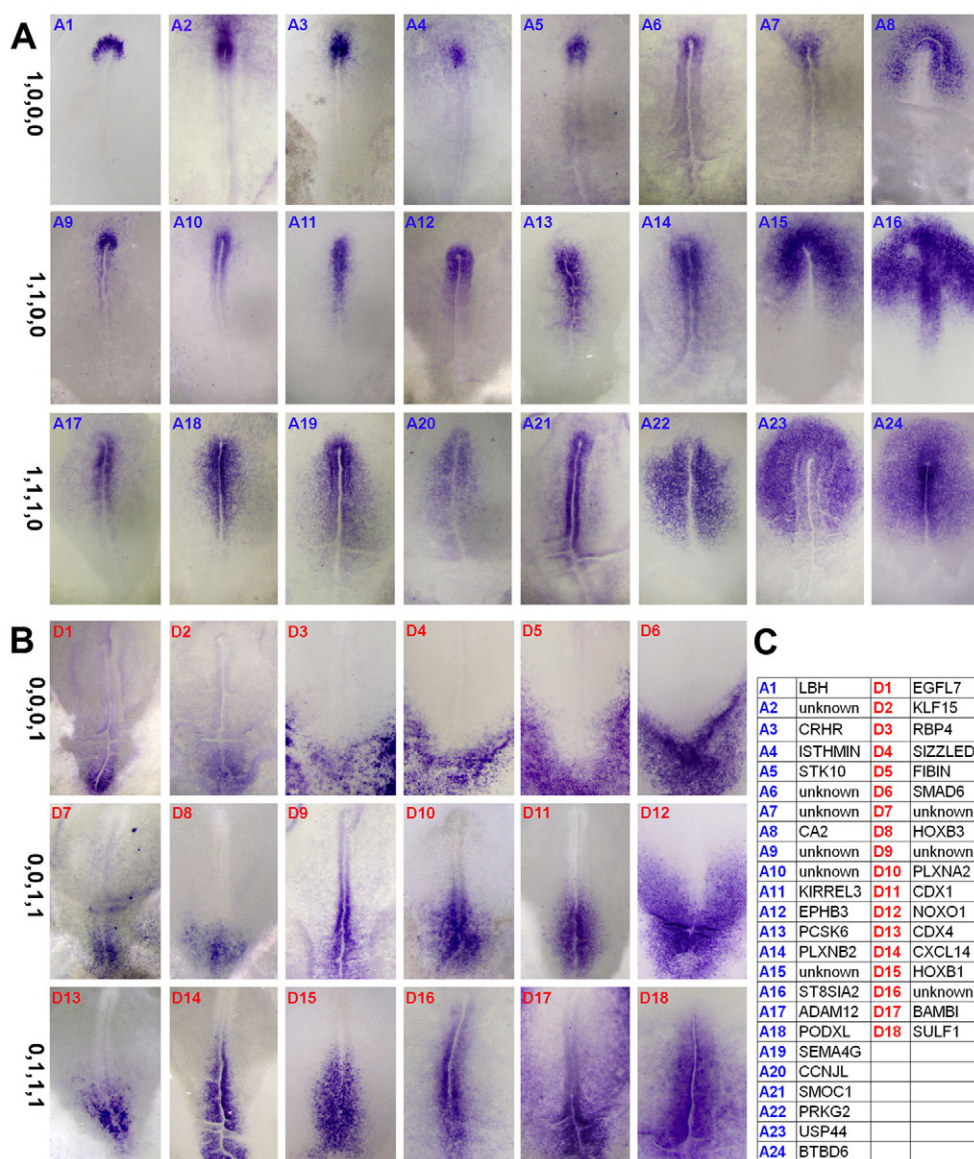 A
A1 A2 A3 A4 A5 A6 A7 A8
1,0,0,0
A9 A10 A11 A12 A13 A14 A15 A16
1,1,0,0
A17 A18 A19 A20 A21 A22 A23 A24
1,1,1,0
B
D1 D2 D3 D4 D5 D6
0,0,0,1
D7 D8 D9 D10 D11 D12
0,0,1,1
D13 D14 D15 D16 D17 D18
0,1,1,1
C
A1 LBH D1 EGFL7
A2 unknown D2 KLF15
A3 CRHR D3 RBP4
A4 ISTHMIN D4 SIZZLED
A5 STK10 D5 FIBIN
A6 unknown D6 SMAD6
A7 unknown D7 unknown
A8 CA2 D8 HOXB3
A9 unknown D9 unknown
A10 unknown D10 PLXNA2
A11 KIRREL3 D11 CDX1
A12 EPHB3 D12 NOXO1
A13 PCSK6 D13 CDX4
A14 PLXNB2 D14 CXCL14
A15 unknown D15 HOXB1
A16 ST8SIA2 D16 unknown
A17 ADAM12 D17 BAMBI
A18 PODXL D18 SULF1
A19 SEMA4G
A20 CCNJL
A21 SMOC1
A22 PRKG2
A23 USP44
A24 BTBD6